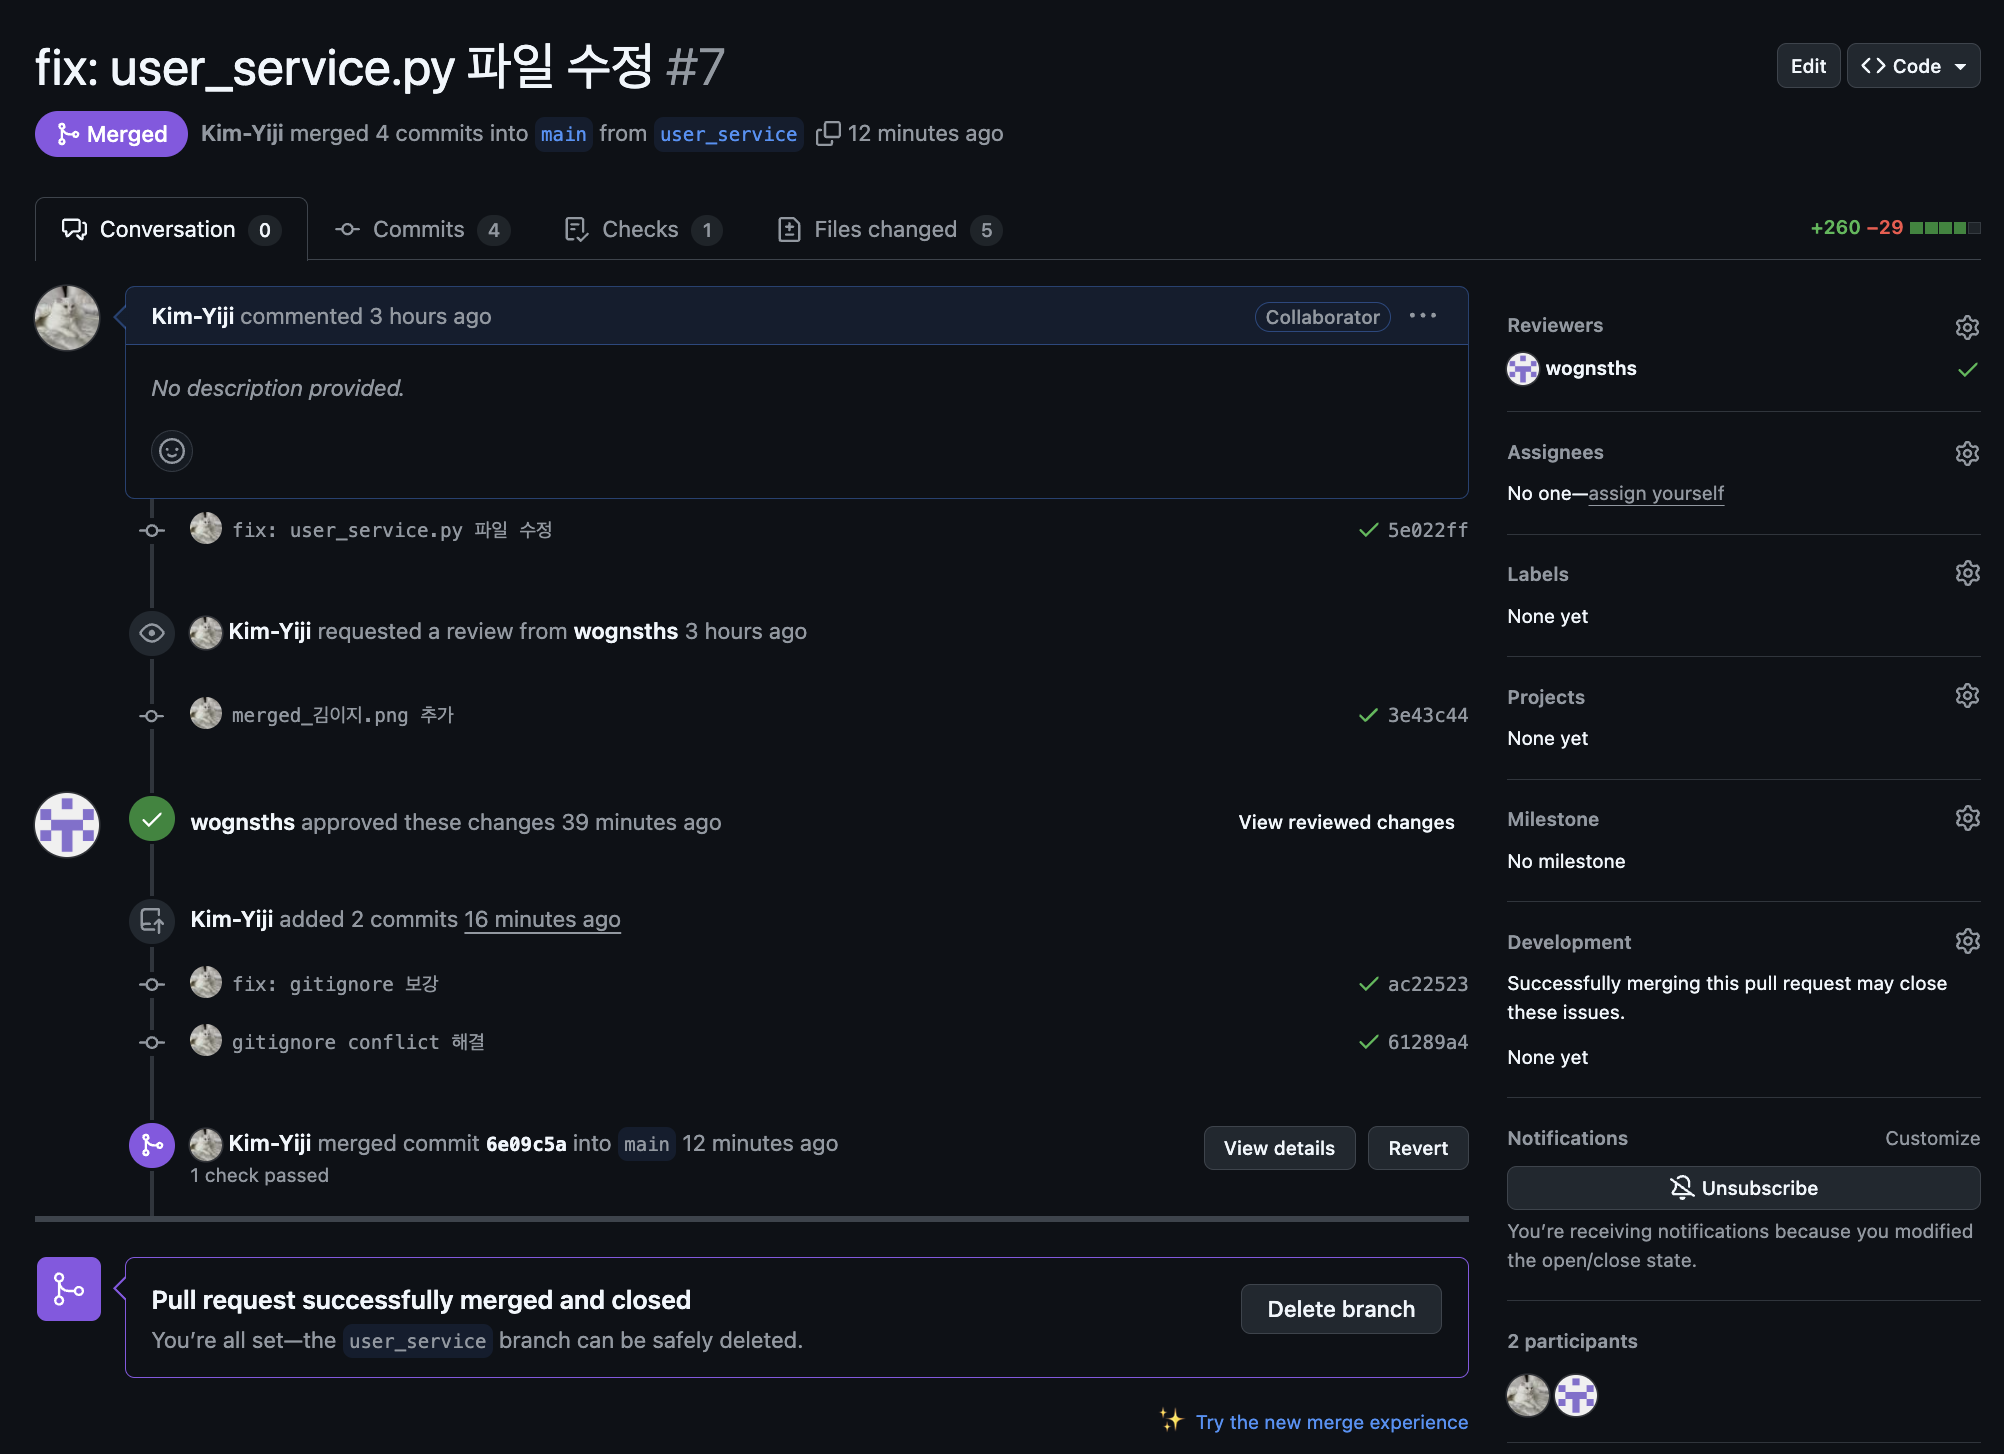 fix: user_service.py 파일 수정 #7
Edit
Code
Merged
Kim-Yiji merged 4 commits into main from user_service 12 minutes ago
Conversation 0
Commits 4
Checks 1
Files changed 5
+260 −29
Kim-Yiji commented 3 hours ago
Collaborator
No description provided.
fix: user_service.py 파일 수정
5e022ff
Kim-Yiji requested a review from wognsths 3 hours ago
merged_김이지.png 추가
3e43c44
wognsths approved these changes 39 minutes ago
View reviewed changes
Kim-Yiji added 2 commits 16 minutes ago
fix: gitignore 보강
ac22523
gitignore conflict 해결
61289a4
Kim-Yiji merged commit 6e09c5a into main 12 minutes ago
1 check passed
View details
Revert
Pull request successfully merged and closed
You’re all set—the user_service branch can be safely deleted.
Delete branch
Try the new merge experience
Reviewers
wognsths
Assignees
No one—assign yourself
Labels
None yet
Projects
None yet
Milestone
No milestone
Development
Successfully merging this pull request may close
these issues.
None yet
Notifications
Customize
Unsubscribe
You’re receiving notifications because you modified
the open/close state.
2 participants